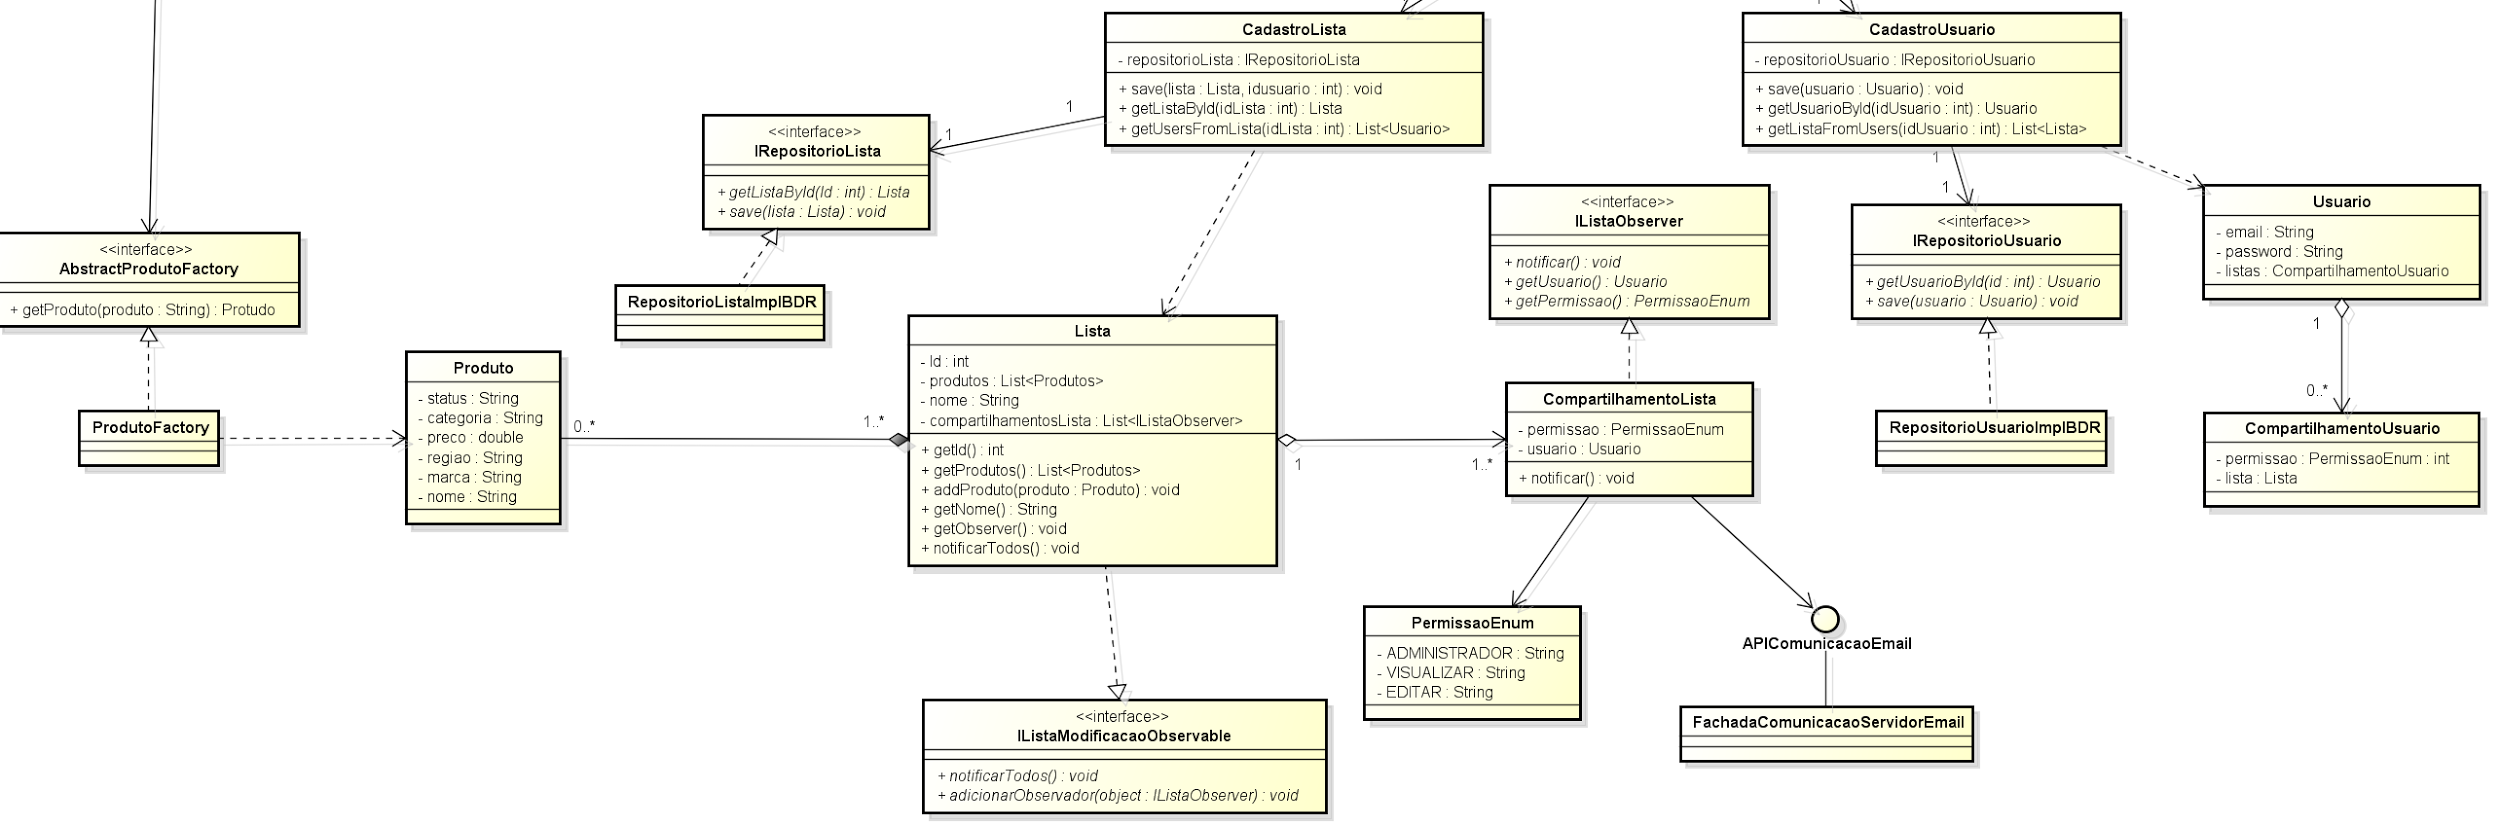 CadastroLista
- repositorioLista : IRepositorioLista
+ save(lista : Lista, idusuario : int) : void
+ getListaById(idLista : int) : Lista
+ getUsersFromLista(idLista : int) : List<Usuario>
1
CadastroUsuario
- repositorioUsuario : IRepositorioUsuario
+ save(usuario : Usuario) : void
+ getUsuarioById(idUsuario : int) : Usuario
+ getListaFromUsers(idUsuario : int) : List<Lista>
1
1
<<interface>>
IRepositorioLista
+ getListaById(Id : int) : Lista
+ save(lista : Lista) : void
1
1
<<interface>>
IListaObserver
+ notificar() : void
+ getUsuario() : Usuario
+ getPermissao() : PermissaoEnum
<<interface>>
IRepositorioUsuario
+ getUsuarioById(id : int) : Usuario
+ save(usuario : Usuario) : void
Usuario
- email : String
- password : String
- listas : CompartilhamentoUsuario
1
0..*
<<interface>>
AbstractProdutoFactory
+ getProduto(produto : String) : Protudo
RepositorioListaImplBDR
ProdutoFactory
Produto
- status : String
- categoria : String
- preco : double
- regiao : String
- marca : String
- nome : String
0..*
1..*
Lista
- Id : int
- produtos : List<Produtos>
- nome : String
- compartilhamentosLista : List<IListaObserver>
+ getId() : int
+ getProdutos() : List<Produtos>
+ addProduto(produto : Produto) : void
+ getNome() : String
+ getObserver() : void
+ notificarTodos() : void
1
1..*
CompartilhamentoLista
- permissao : PermissaoEnum
- usuario : Usuario
+ notificar() : void
RepositorioUsuarioImplBDR
CompartilhamentoUsuario
- permissao : PermissaoEnum : int
- lista : Lista
PermissaoEnum
- ADMINISTRADOR : String
- VISUALIZAR : String
- EDITAR : String
APIComunicacaoEmail
FachadaComunicacaoServidorEmail
<<interface>>
IListaModificacaoObservable
+ notificarTodos() : void
+ adicionarObservador(object : IListaObserver) : void